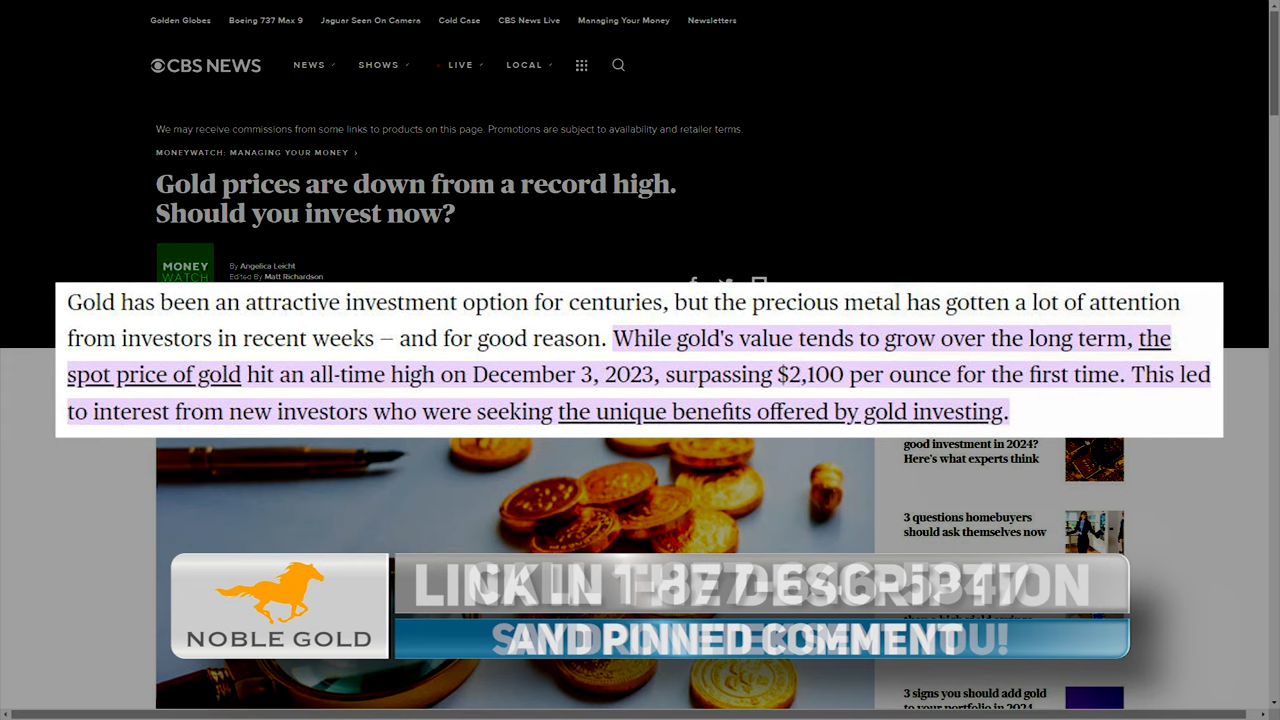 Golden Globes Boeing 737 Max 9 Jaguar Seen On Camera Cold Case CBS News Live Managing Your Money Newsletters
CBS NEWS NEWS SHOWS LIVE LOCAL
We may receive commissions from some links to products on this page. Promotions are subject to availability and retailer terms.
MONEYWATCH: MANAGING YOUR MONEY
Gold prices are down from a record high.
Should you invest now?
MONEY
WATCH
By Angelica Leicht
Edited By Matt Richardson
Gold has been an attractive investment option for centuries, but the precious metal has gotten a lot of attention
from investors in recent weeks – and for good reason. While gold's value tends to grow over the long term, the
spot price of gold hit an all-time high on December 3, 2023, surpassing $2,100 per ounce for the first time. This led
to interest from new investors who were seeking the unique benefits offered by gold investing.
good investment in 2024?
Here's what experts think
3 questions homebuyers
should ask themselves now
NOBLE GOLD
LINK IN THE DESCRIPTION
AND PINNED COMMENT
3 signs you should add gold
to your portfolio in 2024